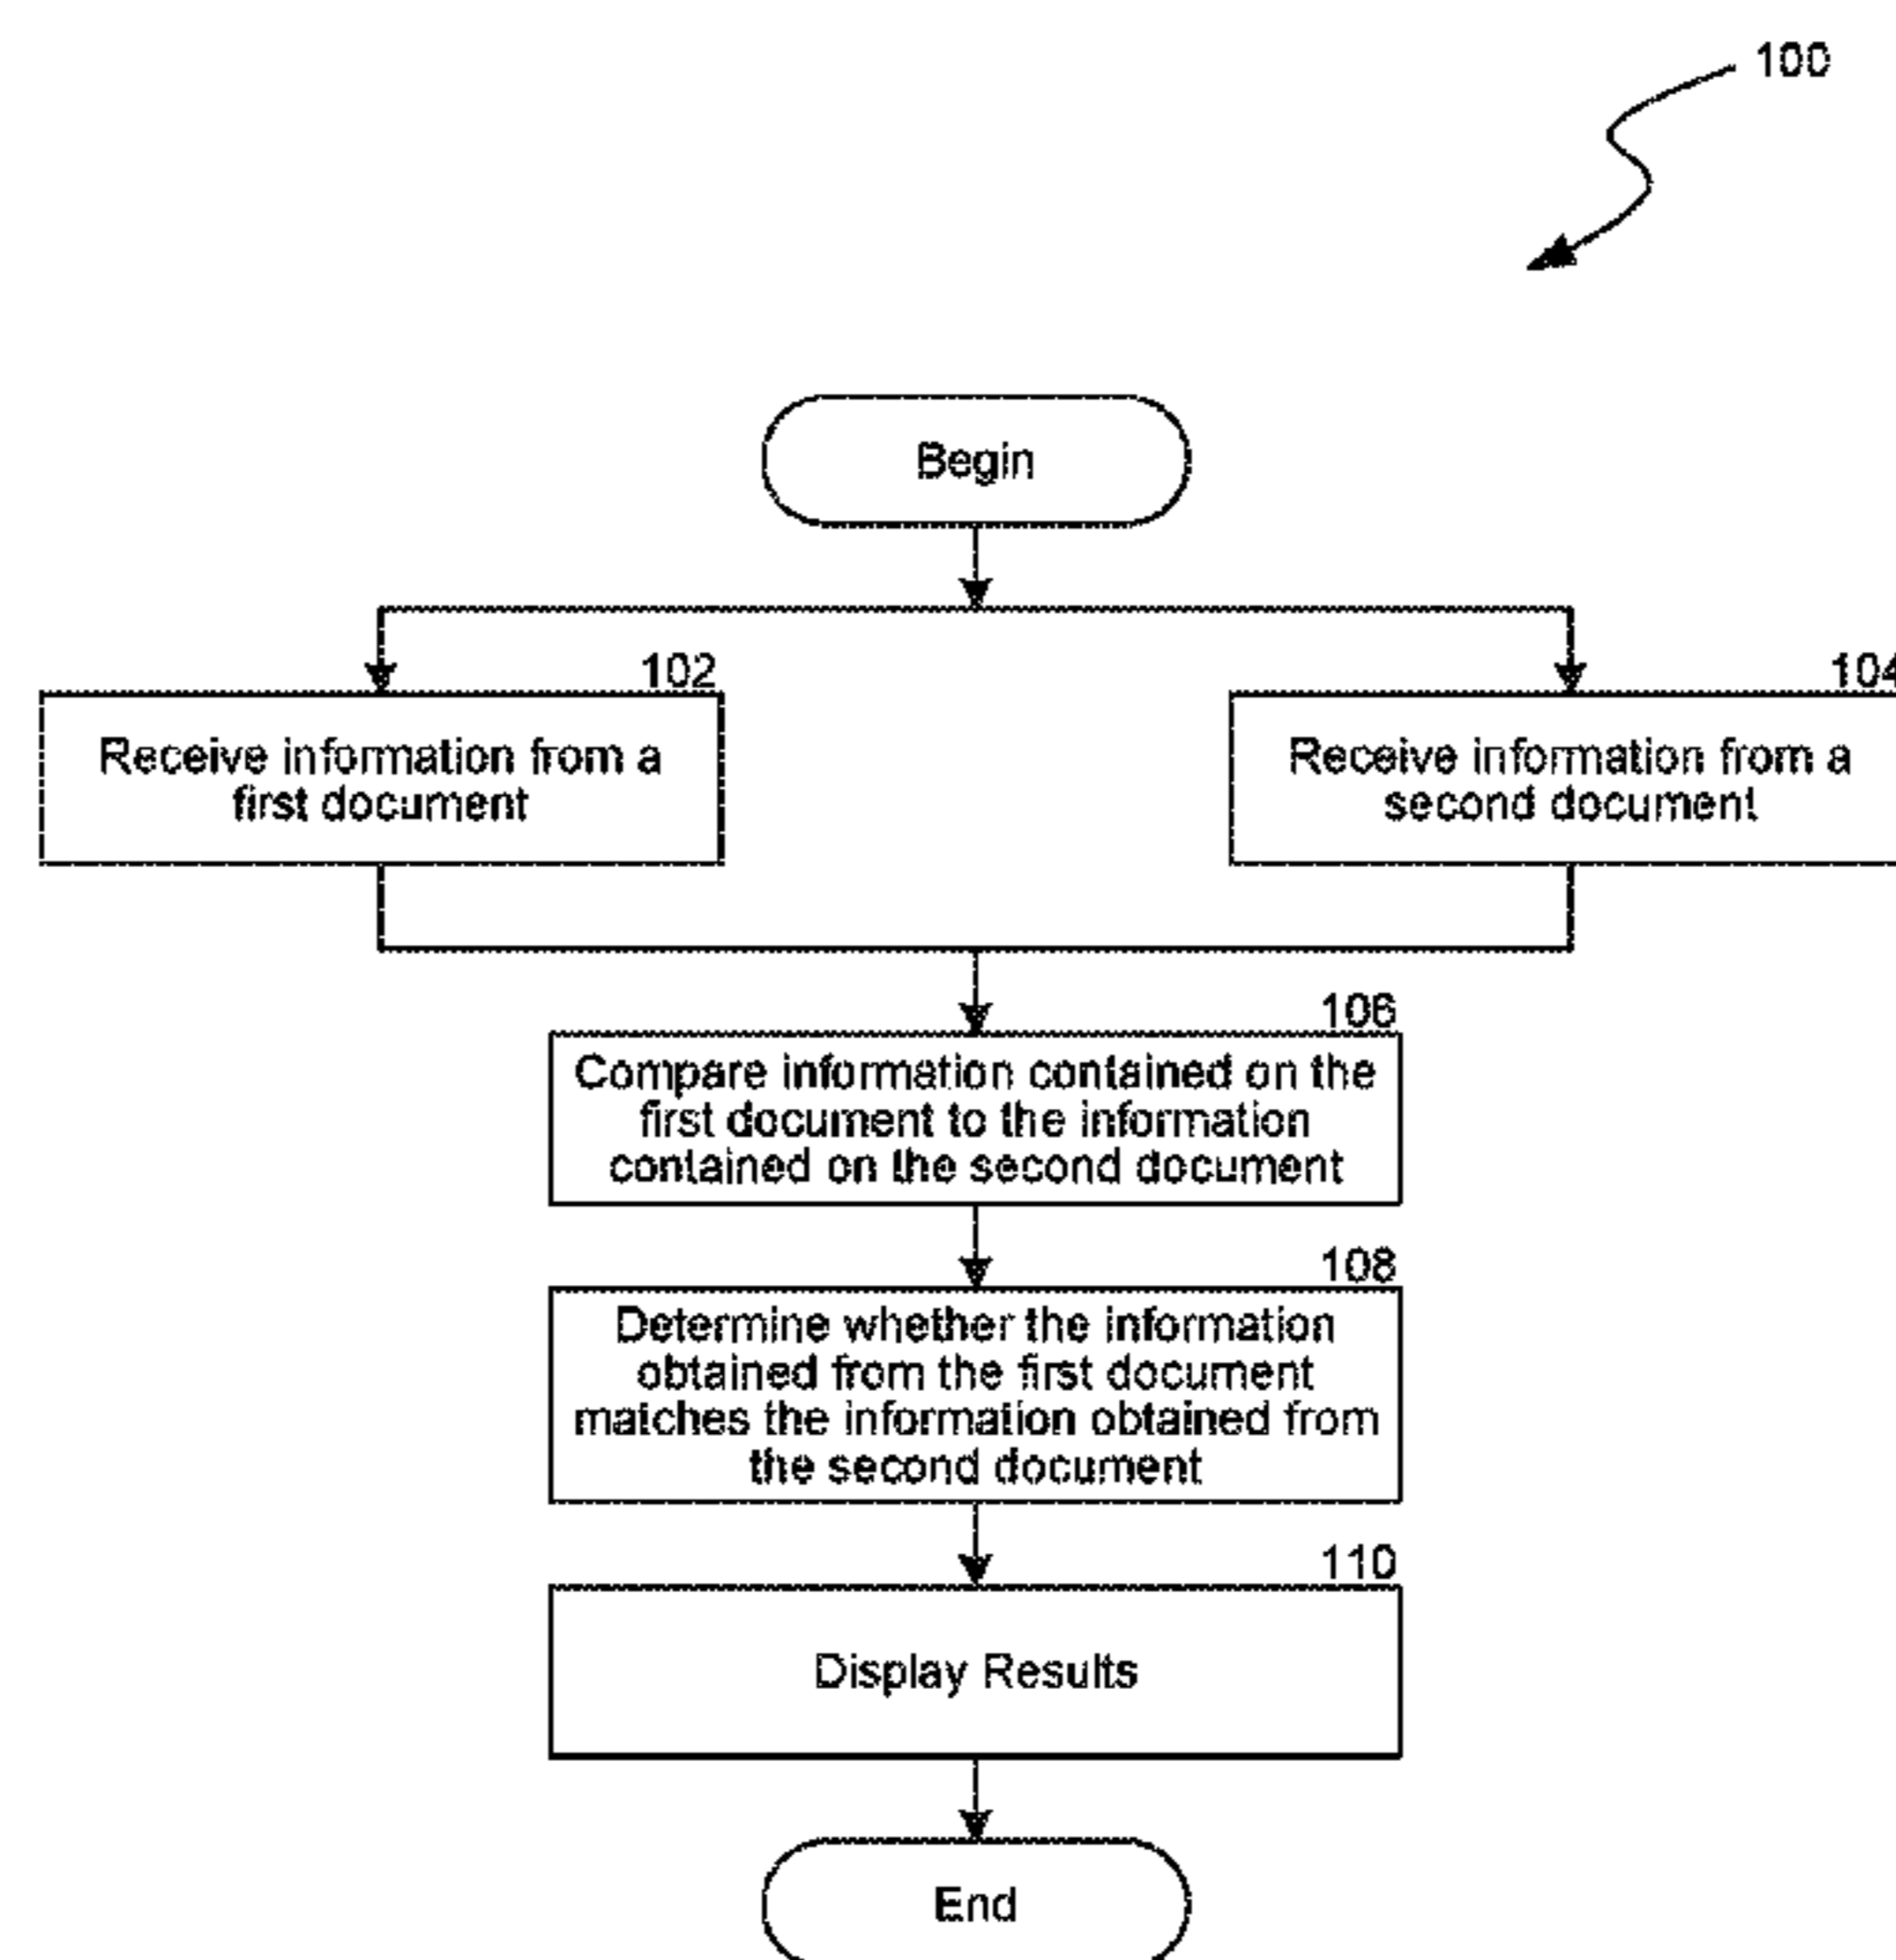 100
Begin
102
Receive information from a
first document
104
Receive information from a
second document
106
Compare information contained on the
first document to the information
contained on the second document
108
Determine whether the information
obtained from the first document
matches the information obtained from
the second document
110
Display Results
End